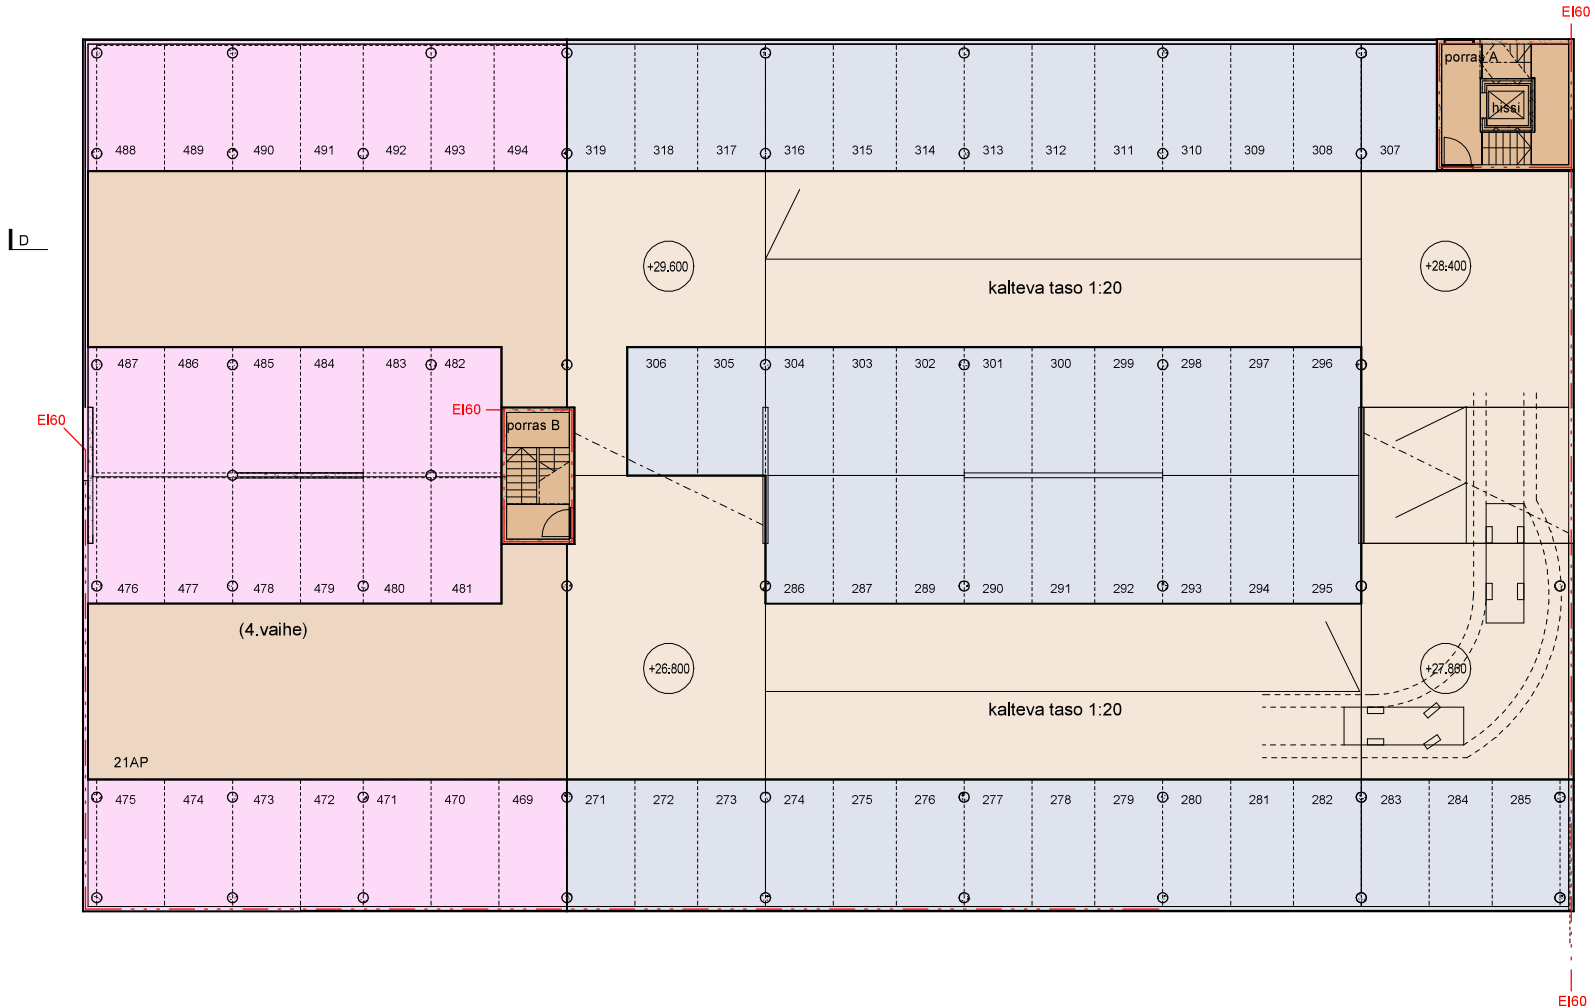 EI60
porras A
hissi
488 489 490 491 492 493 494 319 318 317 316 315 314 313 312 311 310 309 308 307
D
+29.600
+28.400
kalteva taso 1:20
487 486 485 484 483 482 306 305 304 303 302 301 300 299 298 297 296
EI60
EI60
porras B
476 477 478 479 480 481 286 287 289 290 291 292 293 294 295
(4.vaihe)
+26.800
+27.860
kalteva taso 1:20
21AP
475 474 473 472 471 470 469 271 272 273 274 275 276 277 278 279 280 281 282 283 284 285
EI60